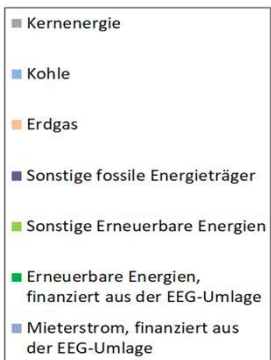 Kernenergie
Kohle
Erdgas
Sonstige fossile Energieträger
Sonstige Erneuerbare Energien
Erneuerbare Energien,
finanziert aus der EEG-Umlage
Mieterstrom, finanziert aus
der EEG-Umlage